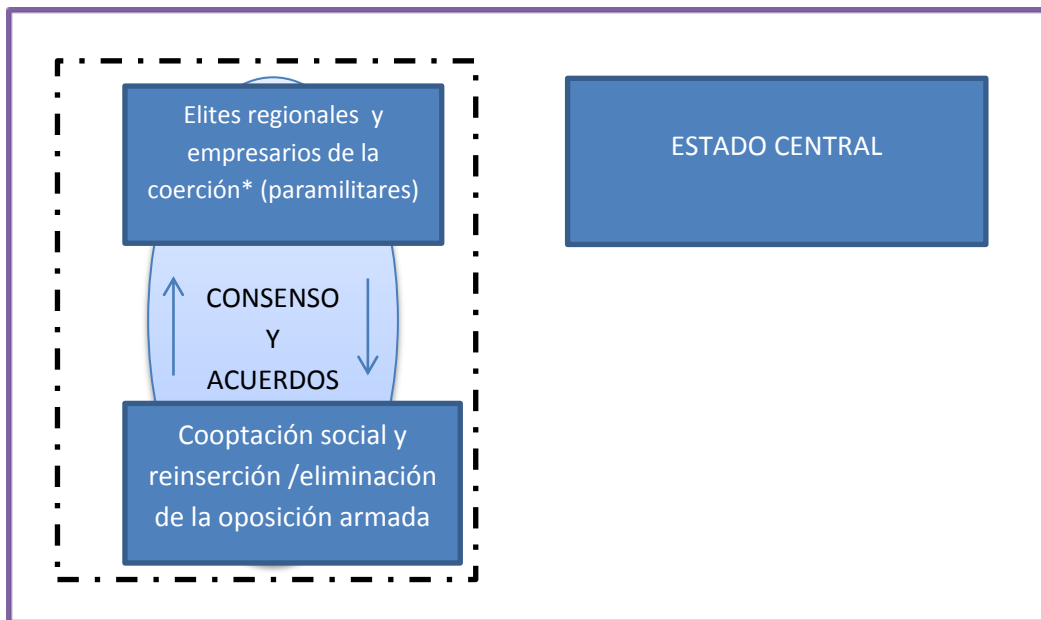 Elites regionales y
empresarios de la
coerción* (paramilitares)
ESTADO CENTRAL
CONSENSO
Y
ACUERDOS
Cooptación social y
reinserción /eliminación
de la oposición armada